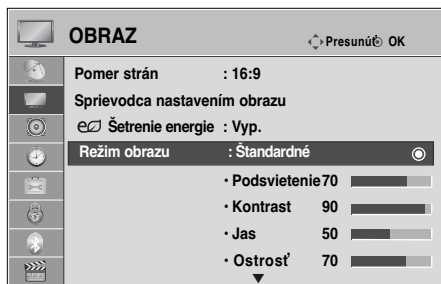 OBRAZ
Presunúť OK
Pomer strán : 16:9
Sprievodca nastavením obrazu
Šetrenie energie : Vyp.
Režim obrazu : Štandardné
• Podsvietenie 70
• Kontrast 90
• Jas 50
• Ostrosť 70